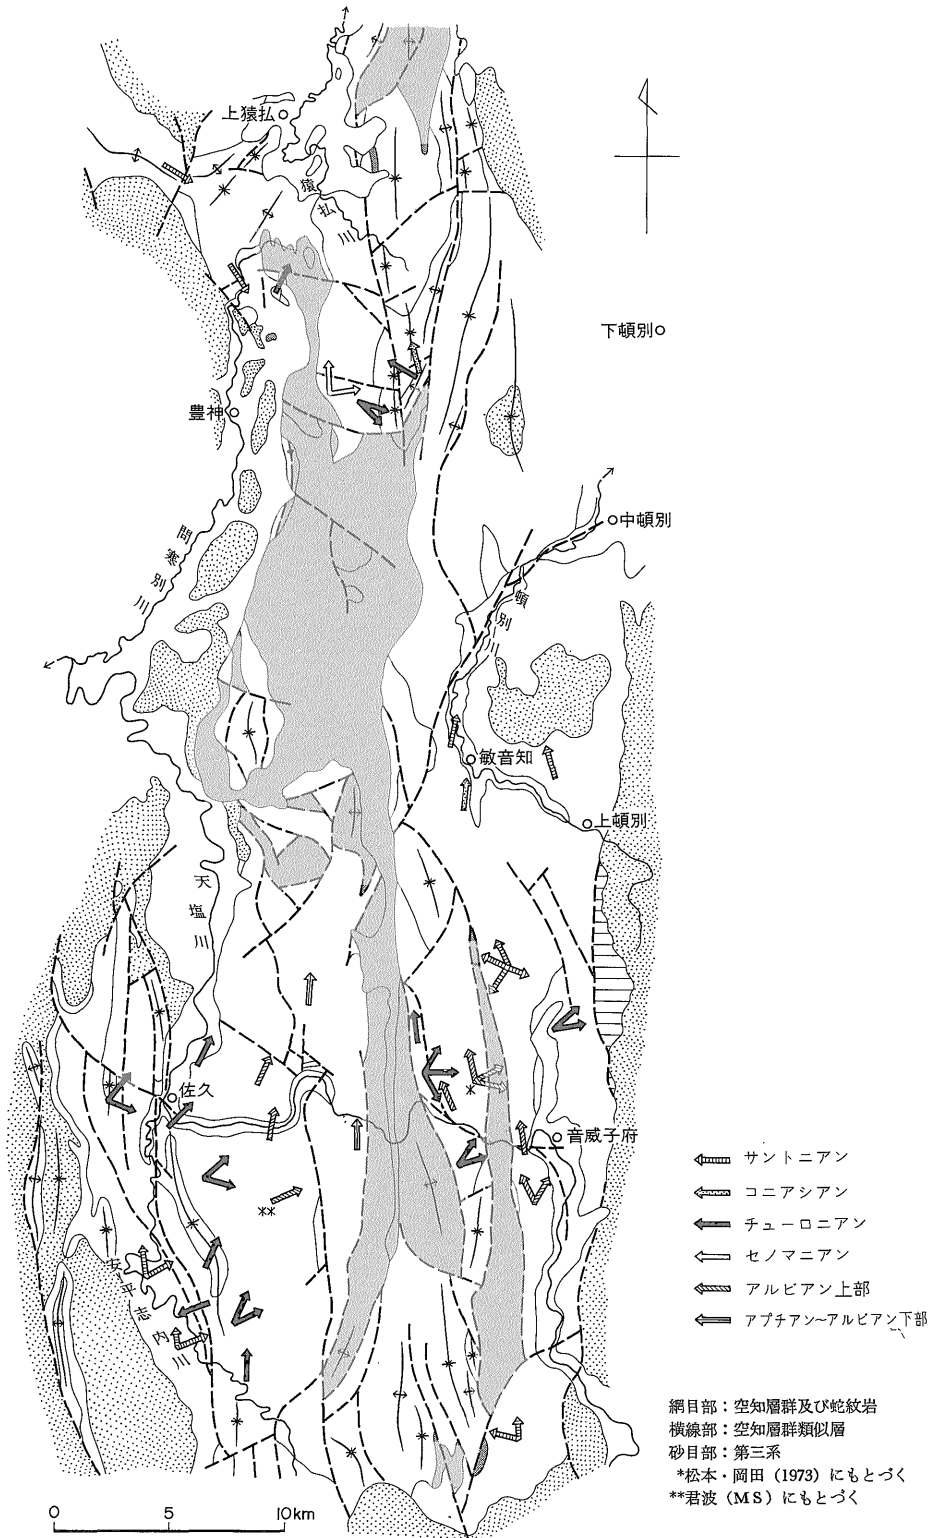 上猿払
猿払川
下頓別
豊神
中頓別
問寒別川
頓別川
敏音知
上頓別
天塩川
佐久
音威子府
**
*
安平志内川
サントニアン
コニアシアン
チューロニアン
セノマニアン
アルビアン上部
アプチアン~アルビアン下部
網目部:空知層群及び蛇紋岩
横線部:空知層群類似層
砂目部:第三系
*松本・岡田(1973)にもとづく
**君波(MS)にもとづく
0 5 10km